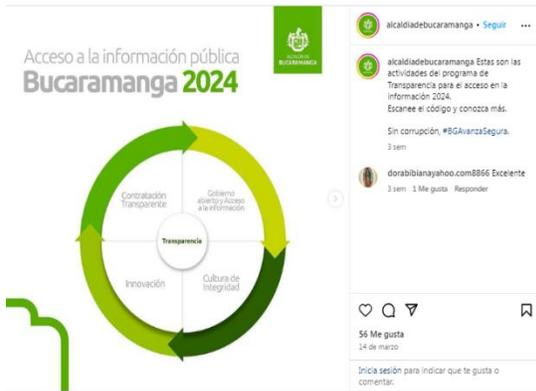 Acceso a la información pública
Bucaramanga 2024
ALCALDÍA DE
BUCARAMANGA
Contratación
Transparente
Gobierno
abierto y Acceso
a la información
Transparencia
Innovación
Cultura de
Integridad
alcaldiadebucaramanga • Seguir
alcaldiadebucaramanga Estas son las
actividades del programa de
Transparencia para el acceso en la
información 2024.
Escanee el código y conozca más.
Sin corrupción, #BGAvanzaSegura.
3 sem
dorabibianayahoo.com8866 Excelente
3 sem 1 Me gusta Responder
56 Me gusta
14 de marzo
Inicia sesión para indicar que te gusta o
comentar.